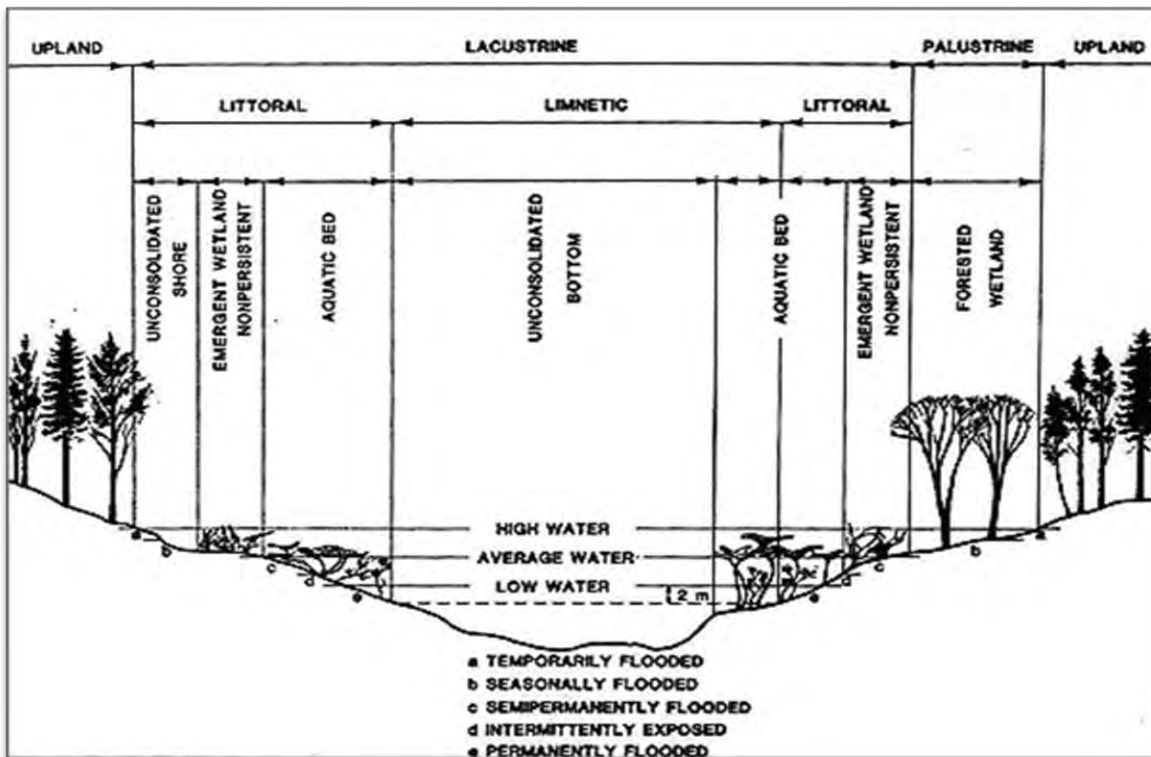 UPLAND
LACUSTRINE
PALUSTRINE
UPLAND
LITTORAL
LIMNETIC
LITTORAL
UNCONSOLIDATED
SHORE
EMERGENT WETLAND
NONPERSISTENT
AQUATIC BED
UNCONSOLIDATED
BOTTOM
AQUATIC BED
EMERGENT WETLAND
NONPERSISTENT
FORESTED
WETLAND
HIGH WATER
AVERAGE WATER
LOW WATER
2 m
a
b
c
d
e
e
d
c
b
a
a TEMPORARILY FLOODED
b SEASONALLY FLOODED
c SEMIPERMANENTLY FLOODED
d INTERMITTENTLY EXPOSED
e PERMANENTLY FLOODED